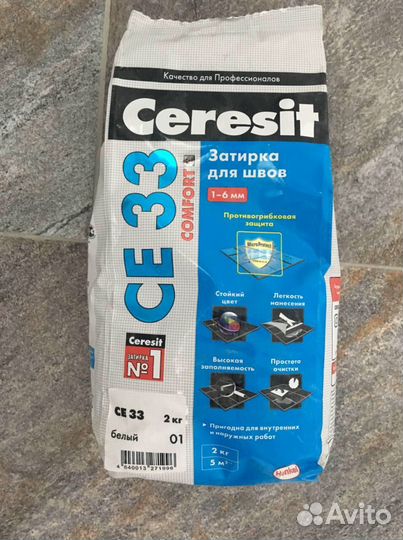 Качество для Профессионалов
Ceresit
CE 33
COMFORT
Затирка
для швов
1-6 мм
Противогрибковая
защита
Стойкий
цвет
Легкость
нанесения
Высокая
заполняемость
Простота
очистки
Ceresit
ЗАТИРКА
№1
Пригодна для внутренних
и наружных работ
CE 33
2 кг
белый
01
2 кг
5 м²
Henkel
Avito